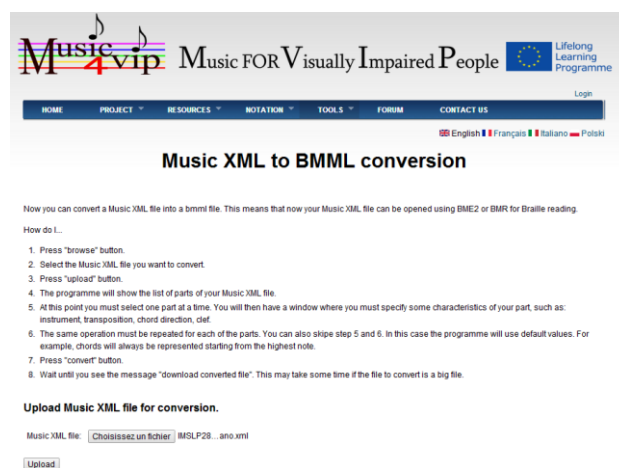 Music
4vip
Music FOR Visually Impaired People
Lifelong
Learning
Programme
Login
HOME PROJECT RESOURCES NOTATION TOOLS FORUM CONTACT US
English Français Italiano Polski
Music XML to BMML conversion
Now you can convert a Music XML file into a bmml file. This means that now your Music XML file can be opened using BME2 or BMR for Braille reading.
How do I...
1. Press "browse" button.
2. Select the Music XML file you want to convert.
3. Press "upload" button.
4. The programme will show the list of parts of your Music XML file.
5. At this point you must select one part at a time. You will then have a window where you must specify some characteristics of your part, such as:
instrument, transposition, chord direction, clef.
6. The same operation must be repeated for each of the parts. You can also skipe step 5 and 6. In this case the programme will use default values. For
example, chords will always be represented starting from the highest note.
7. Press "convert" button.
8. Wait until you see the message "download converted file". This may take some time if the file to convert is a big file.
Upload Music XML file for conversion.
Music XML file: Choisissez un fichier IMSLP28...ano.xml
Upload